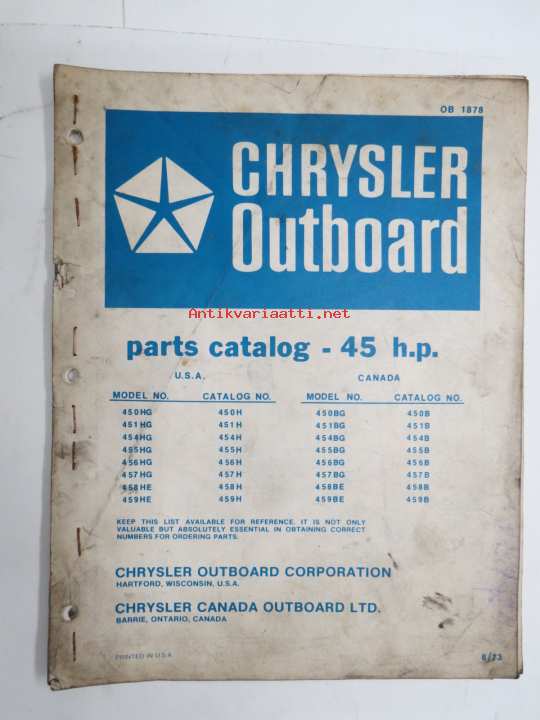 OB 1878
CHRYSLER
Outboard
Antikvariaatti.net
parts catalog - 45 h.p.
U.S.A. CANADA
MODEL NO. CATALOG NO. MODEL NO. CATALOG NO.
450HG 450H 450BG 450B
451HG 451H 451BG 451B
454HG 454H 454BG 454B
455HG 455H 455BG 455B
456HG 456H 456BG 456B
457HG 457H 457BG 457B
458HE 458H 458BE 458B
459HE 459H 459BE 459B
KEEP THIS LIST AVAILABLE FOR REFERENCE. IT IS NOT ONLY
VALUABLE BUT ABSOLUTELY ESSENTIAL IN OBTAINING CORRECT
NUMBERS FOR ORDERING PARTS.
CHRYSLER OUTBOARD CORPORATION
HARTFORD, WISCONSIN, U.S.A.
CHRYSLER CANADA OUTBOARD LTD.
BARRIE, ONTARIO, CANADA
PRINTED IN U.S.A. 6/73